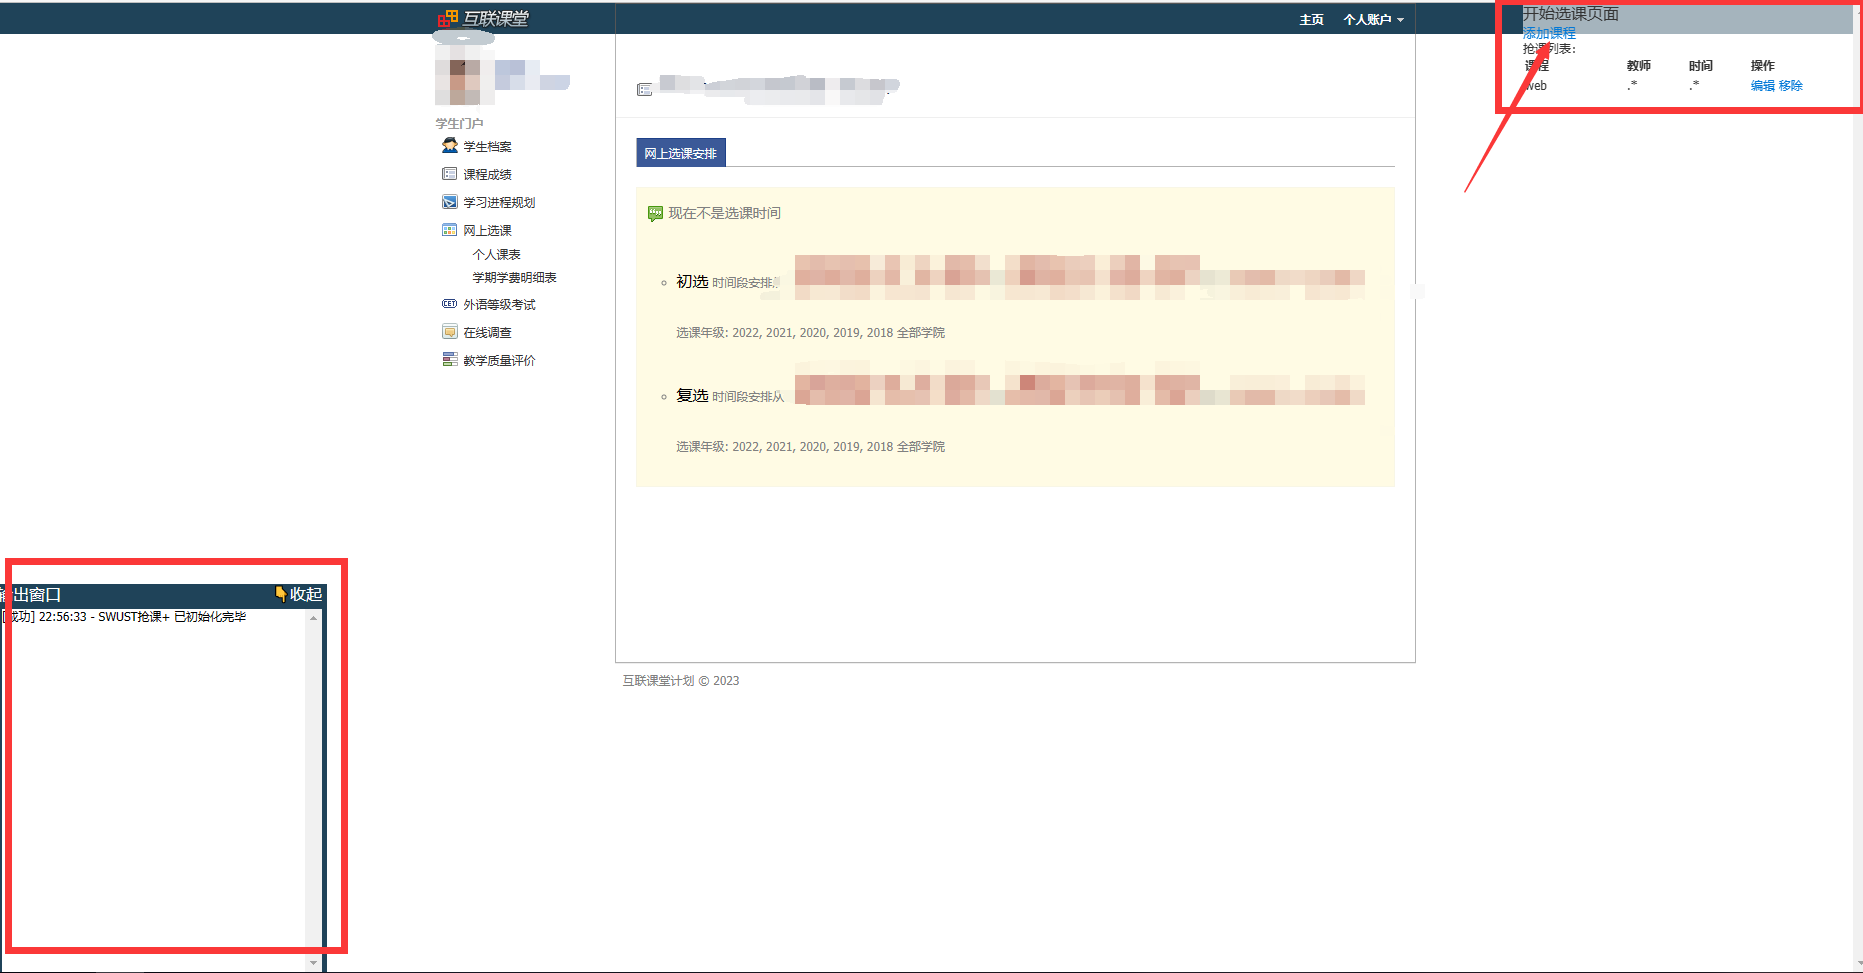 互联课堂
主页 个人账户
开始选课页面
添加课程
抢课列表:
课程 教师 时间 操作
web .* .* 编辑 移除
学生门户
学生档案
课程成绩
学习进程规划
网上选课
个人课表
学期学费明细表
CET 外语等级考试
在线调查
教学质量评价
网上选课安排
现在不是选课时间
初选 时间段安排从
选课年级: 2022, 2021, 2020, 2019, 2018 全部学院
复选 时间段安排从
选课年级: 2022, 2021, 2020, 2019, 2018 全部学院
互联课堂计划 © 2023
输出窗口 收起
[成功] 22:56:33 - SWUST抢课+ 已初始化完毕